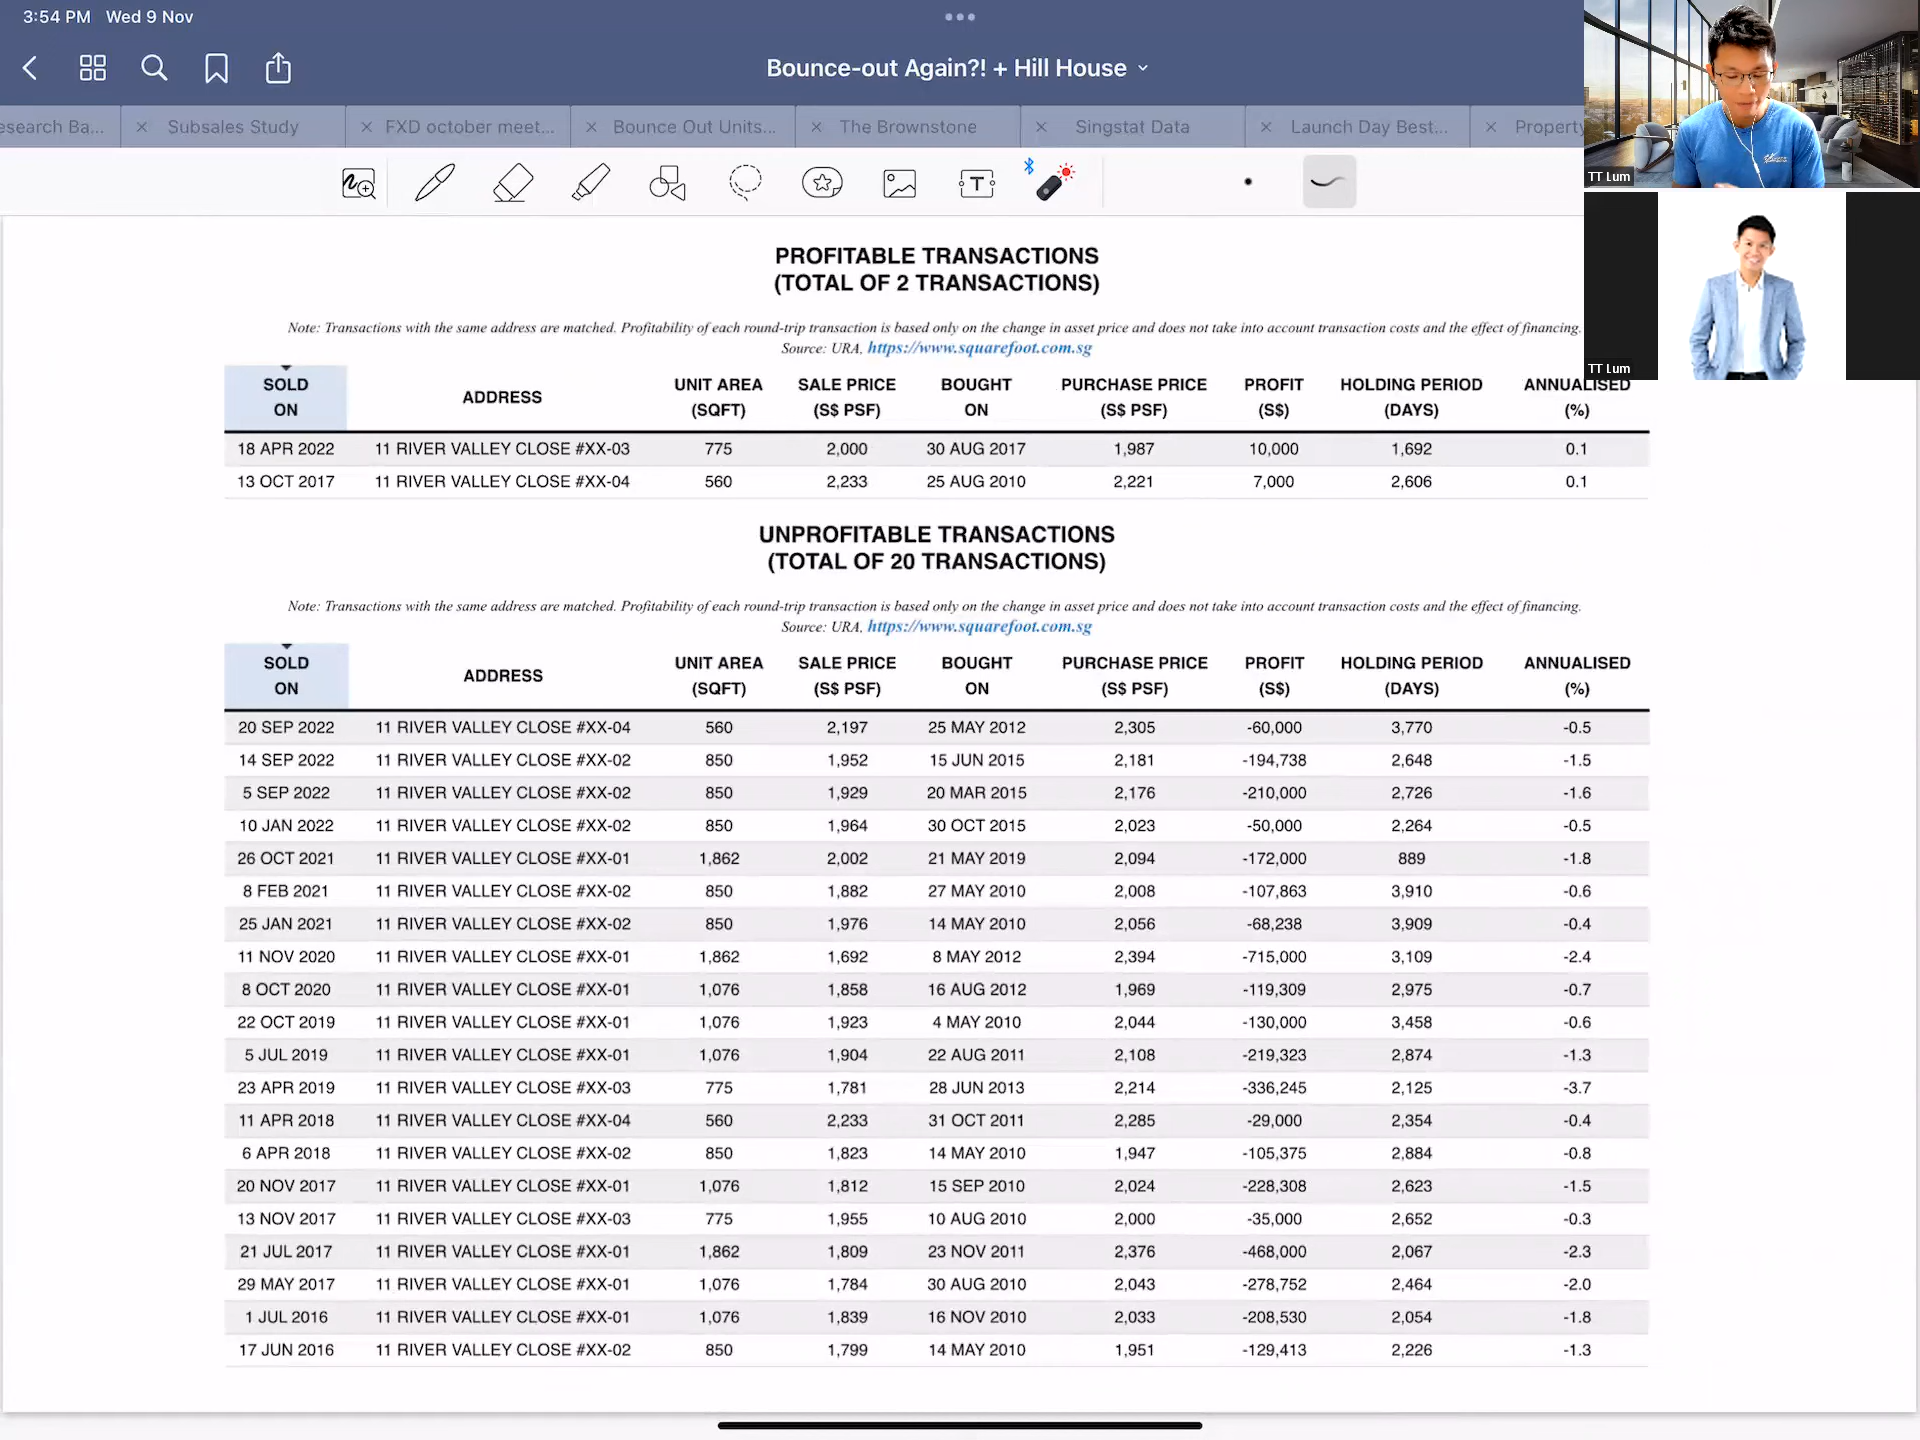 3:54 PM Wed 9 Nov
Bounce-out Again?! + Hill House
esearch Ba... Subsales Study FXD october meet... Bounce Out Units... The Brownstone Singstat Data Launch Day Best... Property
T
TT Lum
TT Lum
PROFITABLE TRANSACTIONS
(TOTAL OF 2 TRANSACTIONS)
Note: Transactions with the same address are matched. Profitability of each round-trip transaction is based only on the change in asset price and does not take into account transaction costs and the effect of financing.
Source: URA, https://www.squarefoot.com.sg
SOLD ON ADDRESS UNIT AREA (SQFT) SALE PRICE (S$ PSF) BOUGHT ON PURCHASE PRICE (S$ PSF) PROFIT (S$) HOLDING PERIOD (DAYS) ANNUALISED (%)
18 APR 2022 11 RIVER VALLEY CLOSE #XX-03 775 2,000 30 AUG 2017 1,987 10,000 1,692 0.1
13 OCT 2017 11 RIVER VALLEY CLOSE #XX-04 560 2,233 25 AUG 2010 2,221 7,000 2,606 0.1
UNPROFITABLE TRANSACTIONS
(TOTAL OF 20 TRANSACTIONS)
Note: Transactions with the same address are matched. Profitability of each round-trip transaction is based only on the change in asset price and does not take into account transaction costs and the effect of financing.
Source: URA, https://www.squarefoot.com.sg
SOLD ON ADDRESS UNIT AREA (SQFT) SALE PRICE (S$ PSF) BOUGHT ON PURCHASE PRICE (S$ PSF) PROFIT (S$) HOLDING PERIOD (DAYS) ANNUALISED (%)
20 SEP 2022 11 RIVER VALLEY CLOSE #XX-04 560 2,197 25 MAY 2012 2,305 -60,000 3,770 -0.5
14 SEP 2022 11 RIVER VALLEY CLOSE #XX-02 850 1,952 15 JUN 2015 2,181 -194,738 2,648 -1.5
5 SEP 2022 11 RIVER VALLEY CLOSE #XX-02 850 1,929 20 MAR 2015 2,176 -210,000 2,726 -1.6
10 JAN 2022 11 RIVER VALLEY CLOSE #XX-02 850 1,964 30 OCT 2015 2,023 -50,000 2,264 -0.5
26 OCT 2021 11 RIVER VALLEY CLOSE #XX-01 1,862 2,002 21 MAY 2019 2,094 -172,000 889 -1.8
8 FEB 2021 11 RIVER VALLEY CLOSE #XX-02 850 1,882 27 MAY 2010 2,008 -107,863 3,910 -0.6
25 JAN 2021 11 RIVER VALLEY CLOSE #XX-02 850 1,976 14 MAY 2010 2,056 -68,238 3,909 -0.4
11 NOV 2020 11 RIVER VALLEY CLOSE #XX-01 1,862 1,692 8 MAY 2012 2,394 -715,000 3,109 -2.4
8 OCT 2020 11 RIVER VALLEY CLOSE #XX-01 1,076 1,858 16 AUG 2012 1,969 -119,309 2,975 -0.7
22 OCT 2019 11 RIVER VALLEY CLOSE #XX-01 1,076 1,923 4 MAY 2010 2,044 -130,000 3,458 -0.6
5 JUL 2019 11 RIVER VALLEY CLOSE #XX-01 1,076 1,904 22 AUG 2011 2,108 -219,323 2,874 -1.3
23 APR 2019 11 RIVER VALLEY CLOSE #XX-03 775 1,781 28 JUN 2013 2,214 -336,245 2,125 -3.7
11 APR 2018 11 RIVER VALLEY CLOSE #XX-04 560 2,233 31 OCT 2011 2,285 -29,000 2,354 -0.4
6 APR 2018 11 RIVER VALLEY CLOSE #XX-02 850 1,823 14 MAY 2010 1,947 -105,375 2,884 -0.8
20 NOV 2017 11 RIVER VALLEY CLOSE #XX-01 1,076 1,812 15 SEP 2010 2,024 -228,308 2,623 -1.5
13 NOV 2017 11 RIVER VALLEY CLOSE #XX-03 775 1,955 10 AUG 2010 2,000 -35,000 2,652 -0.3
21 JUL 2017 11 RIVER VALLEY CLOSE #XX-01 1,862 1,809 23 NOV 2011 2,376 -468,000 2,067 -2.3
29 MAY 2017 11 RIVER VALLEY CLOSE #XX-01 1,076 1,784 30 AUG 2010 2,043 -278,752 2,464 -2.0
1 JUL 2016 11 RIVER VALLEY CLOSE #XX-01 1,076 1,839 16 NOV 2010 2,033 -208,530 2,054 -1.8
17 JUN 2016 11 RIVER VALLEY CLOSE #XX-02 850 1,799 14 MAY 2010 1,951 -129,413 2,226 -1.3